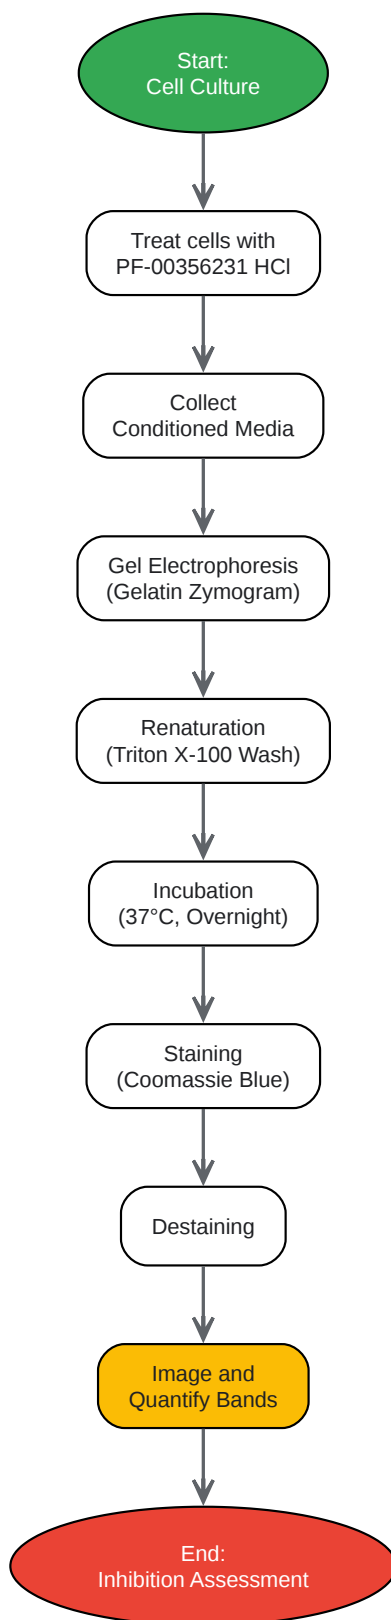 Start:
Cell Culture
Treat cells with
PF-00356231 HCl
Collect
Conditioned Media
Gel Electrophoresis
(Gelatin Zymogram)
Renaturation
(Triton X-100 Wash)
Incubation
(37°C, Overnight)
Staining
(Coomassie Blue)
Destaining
Image and
Quantify Bands
End:
Inhibition Assessment